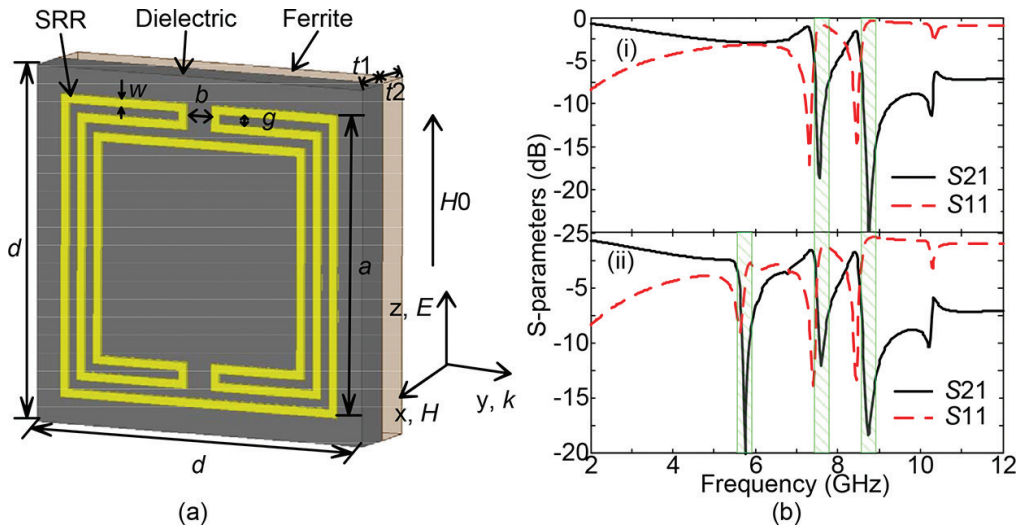 SRR Dielectric Ferrite
t1
t2
w
b
g
H0
d
a
z, E
x, H
y, k
d
(a)
0
(i)
-5
-10
-15
-20
-25
S21
S11
(ii)
-5
-10
-15
-20
S21
S11
S-parameters (dB)
2 4 6 8 10 12
Frequency (GHz)
(b)